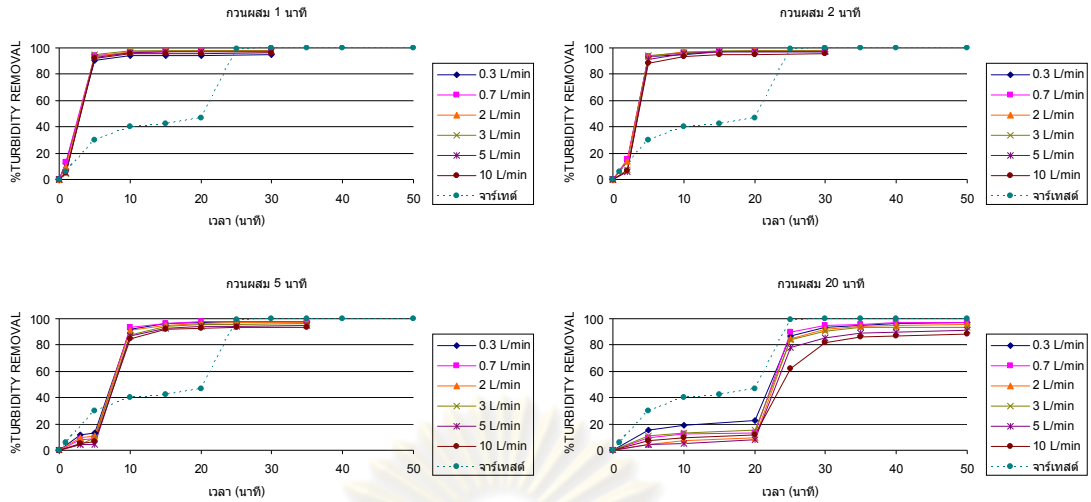 กวนผสม 1 นาที
%TURBIDITY REMOVAL
100
80
60
40
20
0
0 10 20 30 40 50
เวลา (นาที)
0.3 L/min
0.7 L/min
2 L/min
3 L/min
5 L/min
10 L/min
จาร์เทสต์
กวนผสม 2 นาที
%TURBIDITY REMOVAL
100
80
60
40
20
0
0 10 20 30 40 50
เวลา (นาที)
0.3 L/min
0.7 L/min
2 L/min
3 L/min
5 L/min
10 L/min
จาร์เทสต์
กวนผสม 5 นาที
%TURBIDITY REMOVAL
100
80
60
40
20
0
0 10 20 30 40 50
เวลา (นาที)
0.3 L/min
0.7 L/min
2 L/min
3 L/min
5 L/min
10 L/min
จาร์เทสต์
กวนผสม 20 นาที
%TURBIDITY REMOVAL
100
80
60
40
20
0
0 10 20 30 40 50
เวลา (นาที)
0.3 L/min
0.7 L/min
2 L/min
3 L/min
5 L/min
10 L/min
จาร์เทสต์